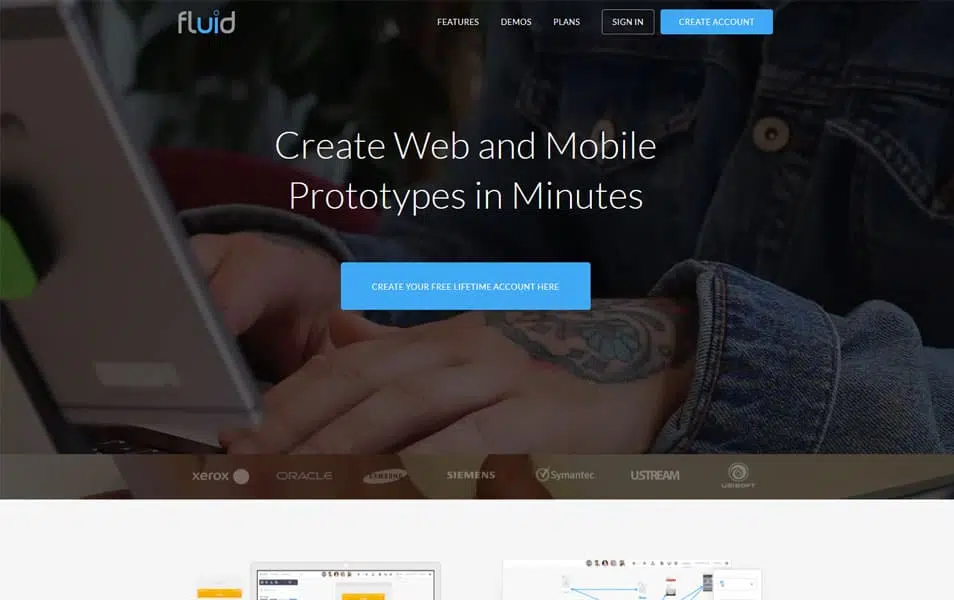 fluid
FEATURES DEMOS PLANS SIGN IN CREATE ACCOUNT
Create Web and Mobile
Prototypes in Minutes
CREATE YOUR FREE LIFETIME ACCOUNT HERE
xerox ORACLE SAMSUNG SIEMENS Symantec. USTREAM UBISOFT